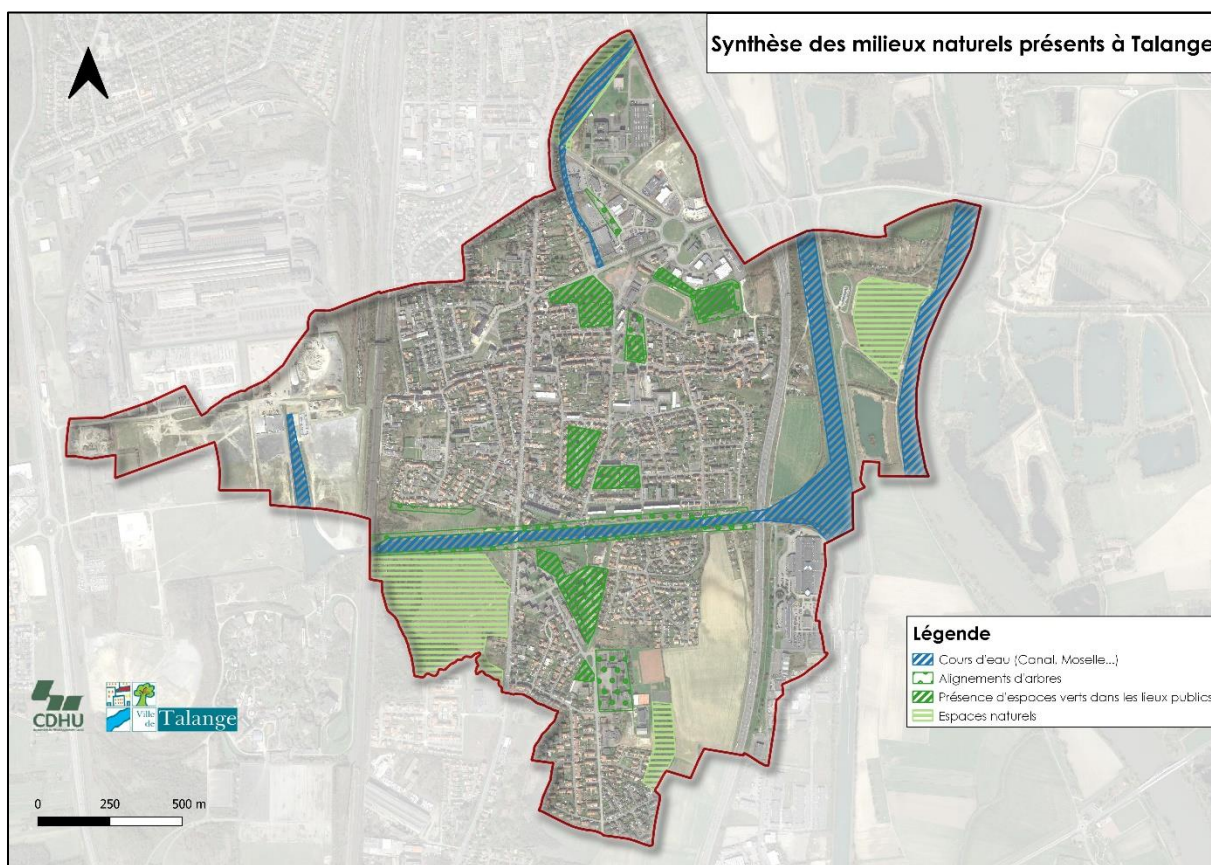 Synthèse des milieux naturels présents à Talange
Légende
Cours d'eau (Canal, Moselle...)
Alignements d'arbres
Présence d'espaces verts dans les lieux publics
Espaces naturels
CDHU
Ville
de Talange
0 250 500 m